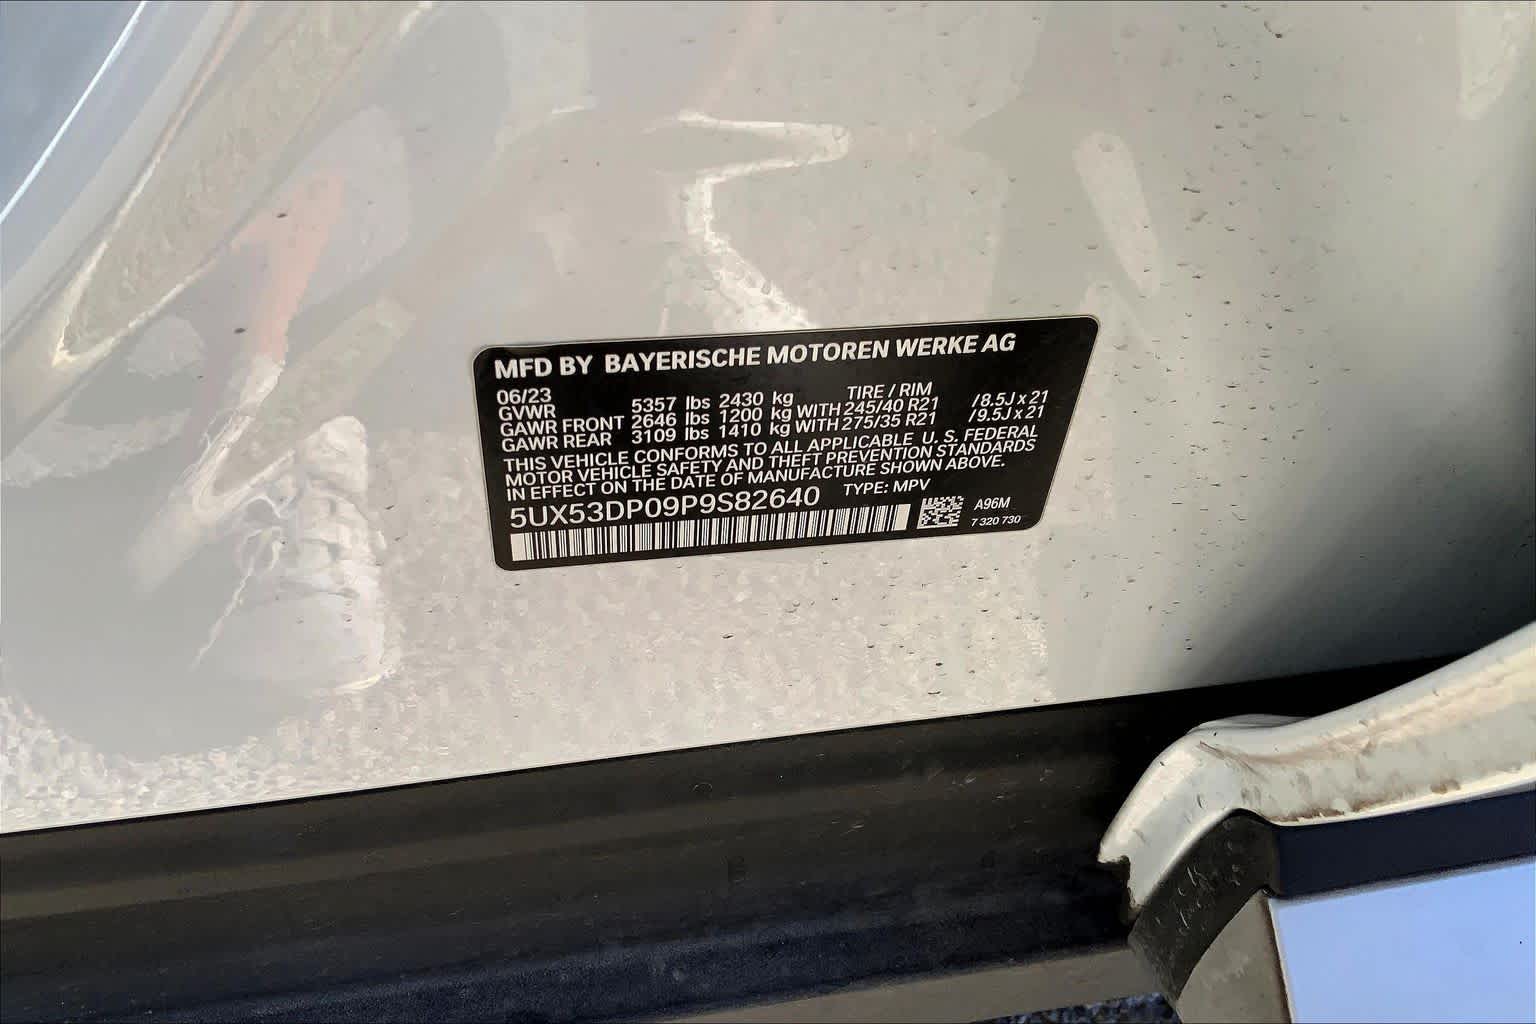 MFD BY BAYERISCHE MOTOREN WERKE AG
06/23 TIRE / RIM
GVWR 5357 lbs 2430 kg
GAWR FRONT 2646 lbs 1200 kg WITH 245/40 R21 /8.5J x 21
GAWR REAR 3109 lbs 1410 kg WITH 275/35 R21 /9.5J x 21
THIS VEHICLE CONFORMS TO ALL APPLICABLE U. S. FEDERAL
MOTOR VEHICLE SAFETY AND THEFT PREVENTION STANDARDS
IN EFFECT ON THE DATE OF MANUFACTURE SHOWN ABOVE.
5UX53DP09P9S82640 TYPE: MPV
A96M
7 320 730